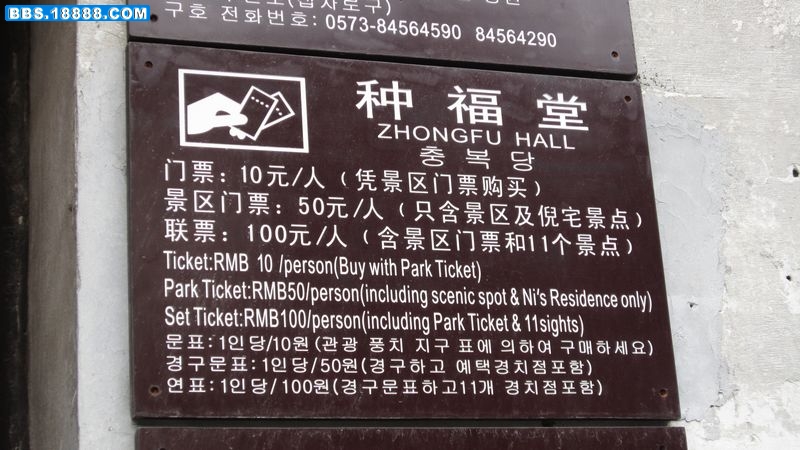 BBS.18888.COM
구호 전화번호: 0573-84564590 84564290
种福堂
ZHONGFU HALL
충복당
门票：10元/人（凭景区门票购买）
景区门票：50元/人（只含景区及倪宅景点）
联票：100元/人（含景区门票和11个景点）
Ticket:RMB 10 /person(Buy with Park Ticket)
Park Ticket:RMB50/person(including scenic spot & Ni's Residence only)
Set Ticket:RMB100/person(including Park Ticket & 11sights)
문표: 1인당/10원(관광 풍치 지구 표에 의하여 구매하세요)
경구문표: 1인당/50원(경구하고 예택경치점포함)
연표: 1인당/100원(경구문표하고11개 경치점포함)